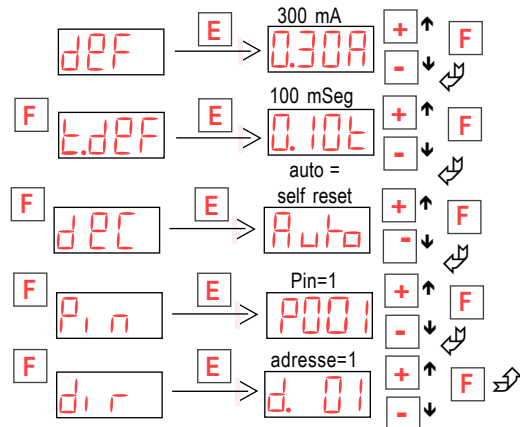 300 mA
dEF E 0.30A + F
-
100 mSeg
F t.dEF E 0.10t + F
-
auto =
self reset
F dEC E Auto + F
-
Pin=1
F Pin E P001 + F
-
adresse=1
F dir E d. 01 + F
-